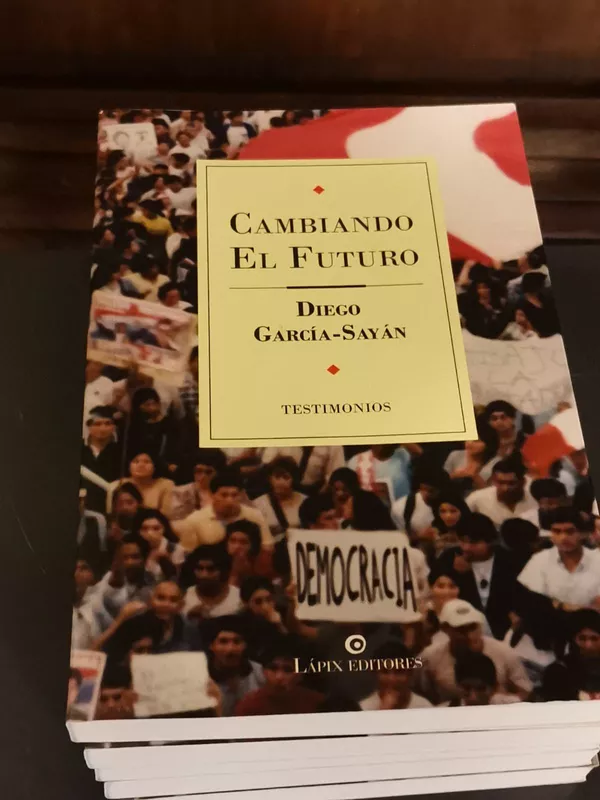 CAMBIANDO
EL FUTURO
DIEGO
GARCÍA-SAYÁN
TESTIMONIOS
DEMOCRACIA
LÁPIX EDITORES